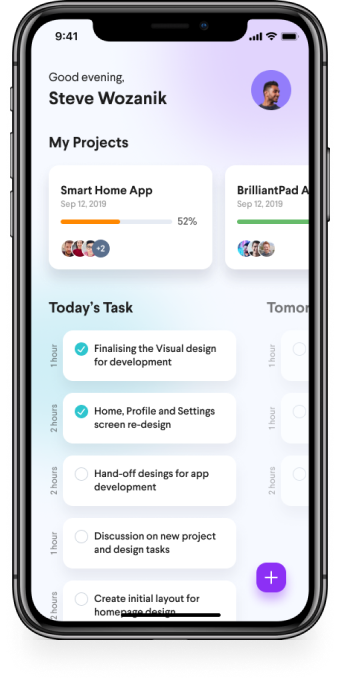 9:41
Good evening,
Steve Wozanik
My Projects
Smart Home App
Sep 12, 2019
52%
+2
BrilliantPad A
Sep 12, 2019
Today's Task
Tomor
1 hour
Finalising the Visual design
for development
1 hour
2 hours
Home, Profile and Settings
screen re-design
1 hour
2 hours
Hand-off desings for app
development
2 hours
1 hour
Discussion on new project
and design tasks
2 hours
Create initial layout for
homepage design